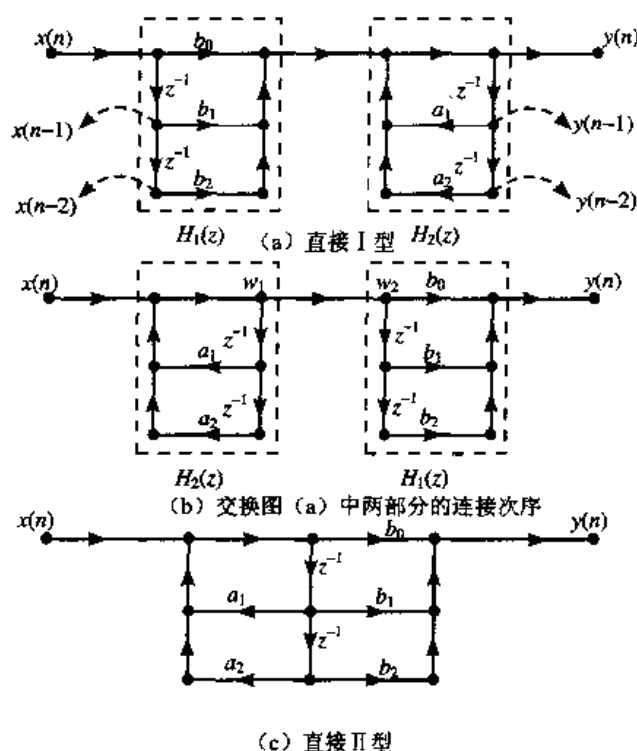 x(n) b₀ y(n)
z⁻¹ z⁻¹
x(n−1) b₁ a₁ y(n−1)
z⁻¹ z⁻¹
x(n−2) b₂ a₂ y(n−2)
H₁(z) H₂(z)
(a) 直接Ⅰ型
x(n) w₁ w₂ b₀ y(n)
z⁻¹ z⁻¹
a₁ b₁
z⁻¹ z⁻¹
a₂ b₂
H₂(z) H₁(z)
(b) 交换图(a)中两部分的连接次序
x(n) b₀ y(n)
z⁻¹
a₁ b₁
z⁻¹
a₂ b₂
(c) 直接Ⅱ型